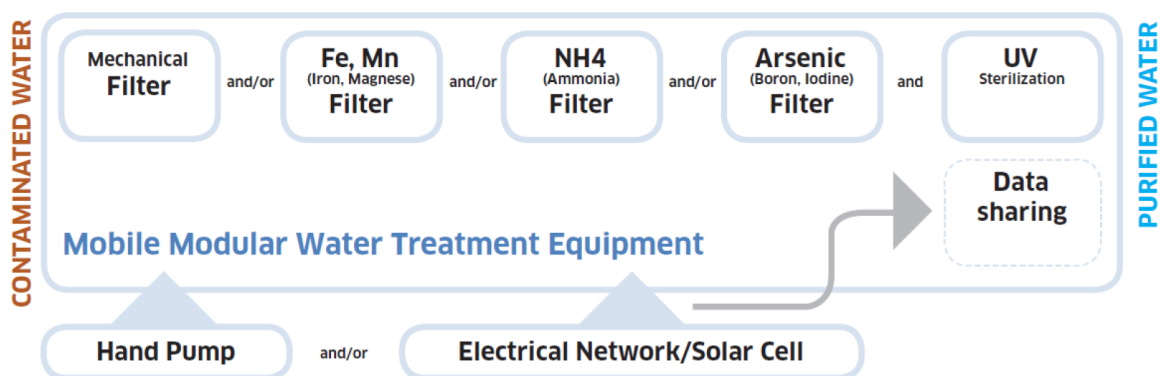 CONTAMINATED WATER
Mechanical
Filter
and/or
Fe, Mn
(Iron, Magnese)
Filter
and/or
NH4
(Ammonia)
Filter
and/or
Arsenic
(Boron, Iodine)
Filter
and
UV
Sterilization
Data
sharing
PURIFIED WATER
Mobile Modular Water Treatment Equipment
Hand Pump
and/or
Electrical Network/Solar Cell